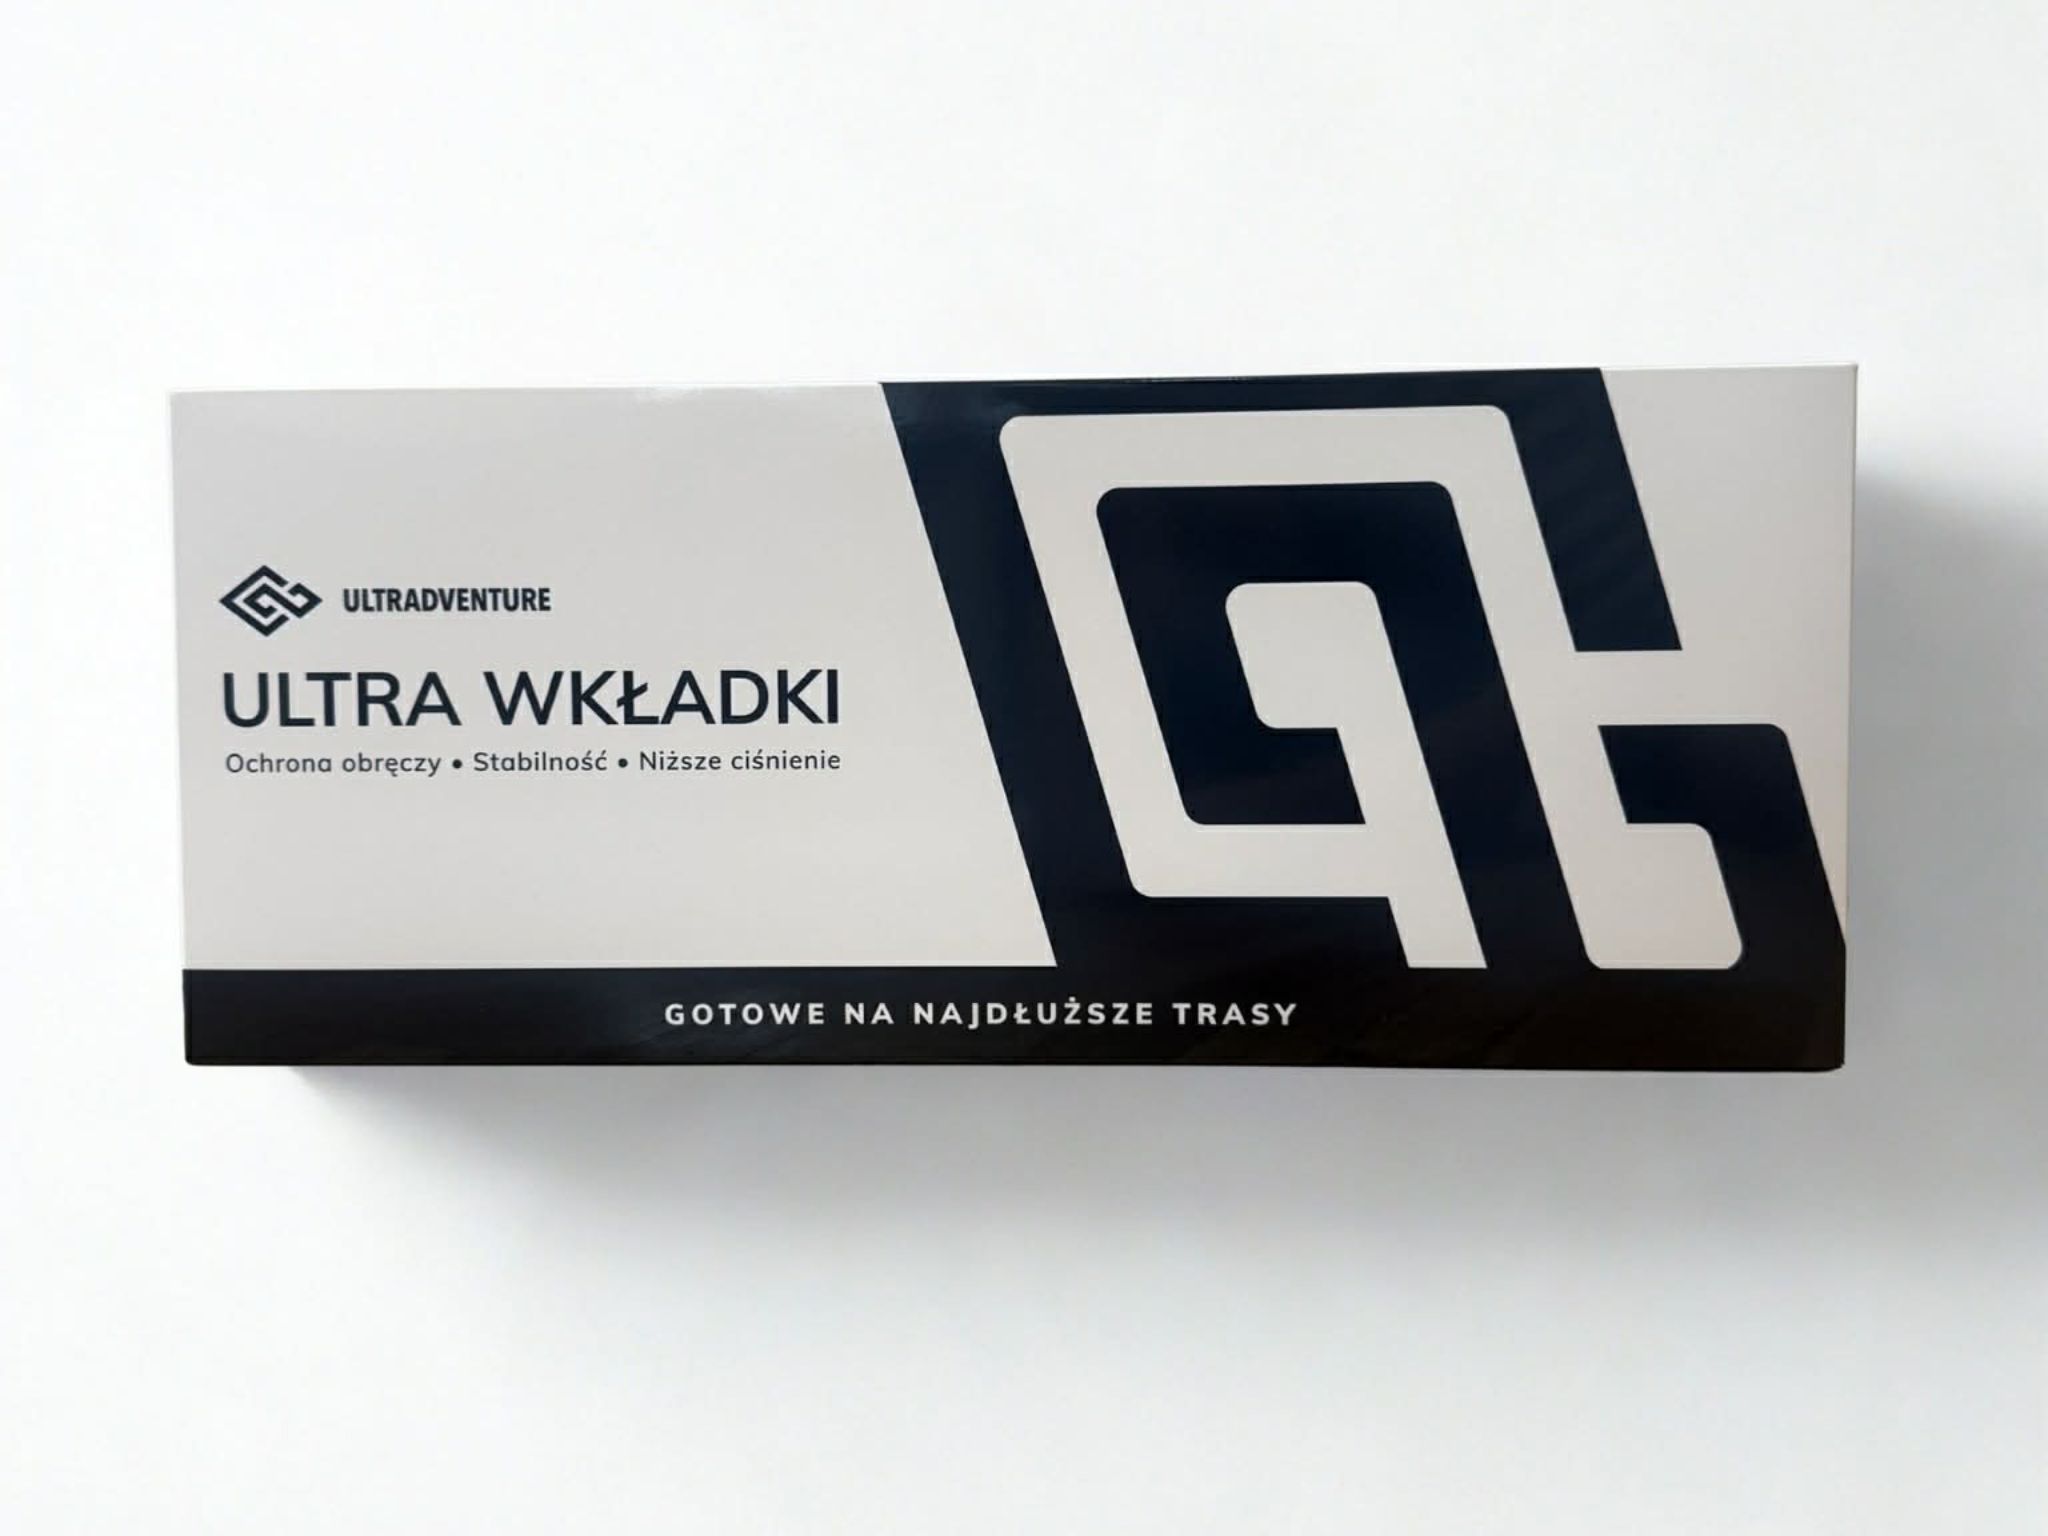 ULTRADVENTURE
ULTRA WKŁADKI
Ochrona obręczy • Stabilność • Niższe ciśnienie
GOTOWE NA NAJDŁUŻSZE TRASY